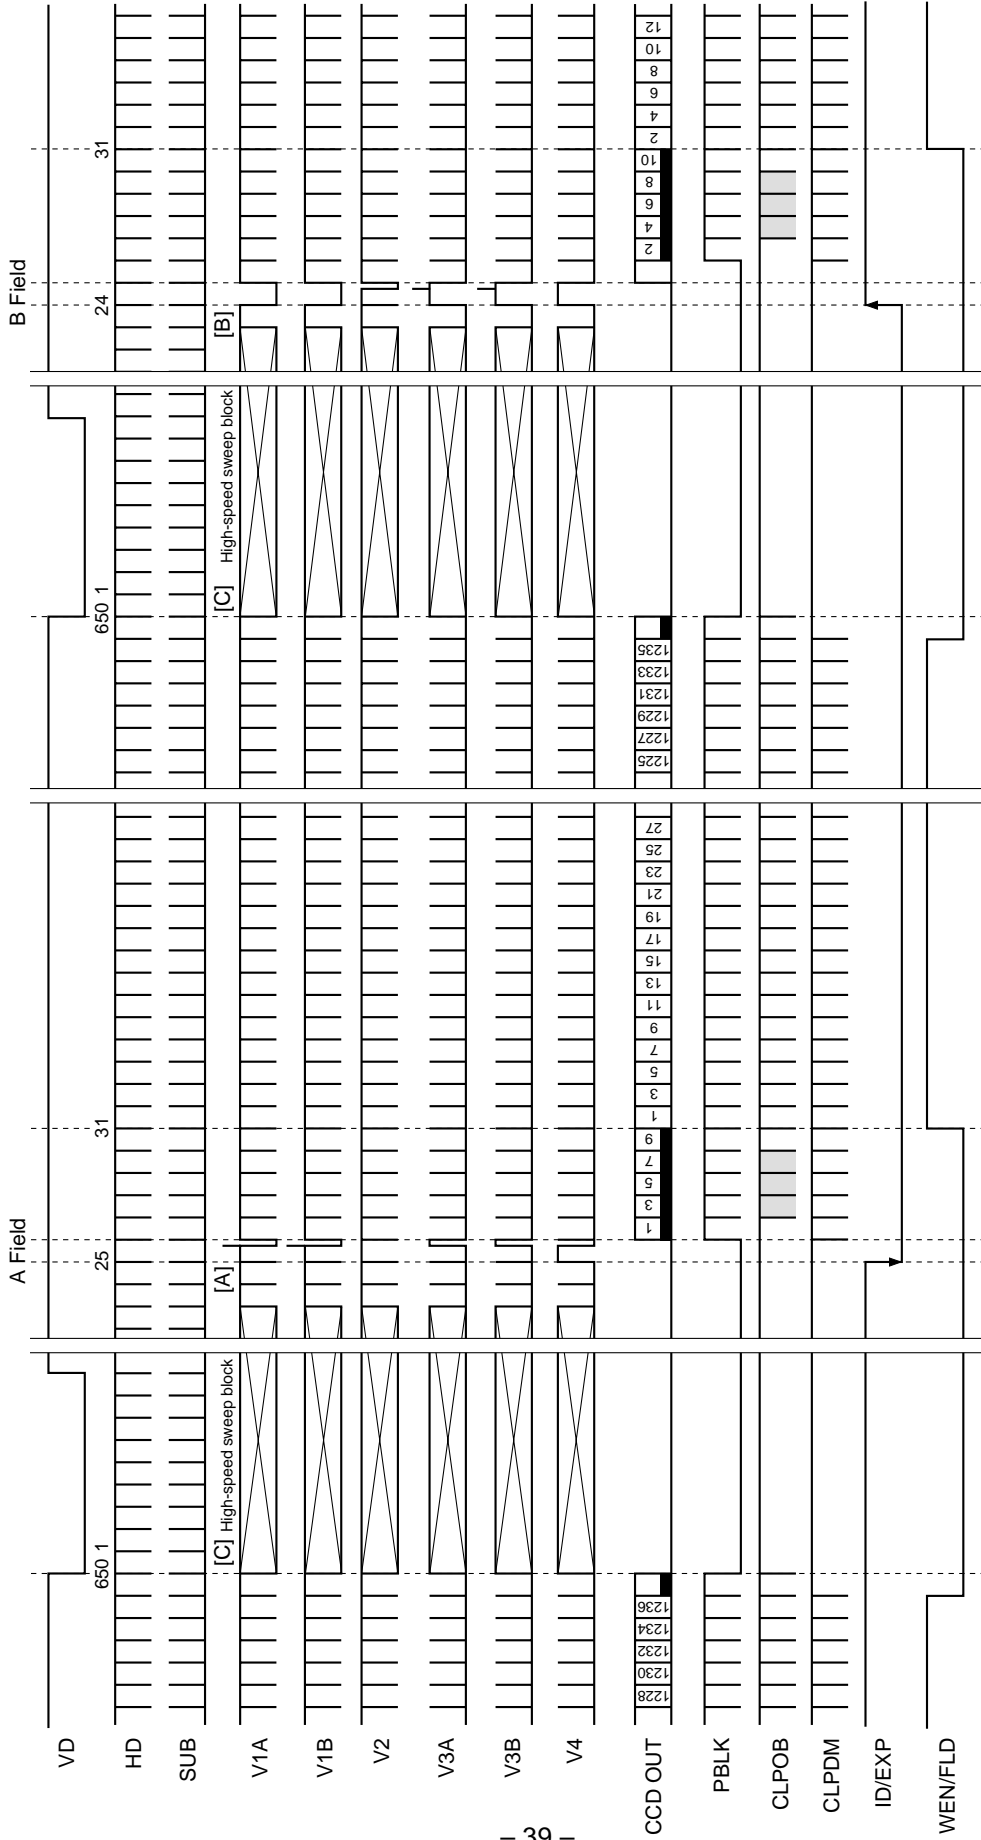 A Field
B Field
VD
650 1
25
31
650 1
24
31
HD
SUB
[C]
High-speed sweep block
[A]
[C]
High-speed sweep block
[B]
V1A
V1B
V2
V3A
V3B
V4
CCD OUT
1228
1230
1232
1234
1236
1
3
5
7
9
1
3
5
7
9
11
13
15
17
19
21
23
25
27
1225
1227
1229
1231
1233
1235
2
4
6
8
10
2
4
6
8
10
12
PBLK
CLPOB
CLPDM
ID/EXP
WEN/FLD
– 39 –